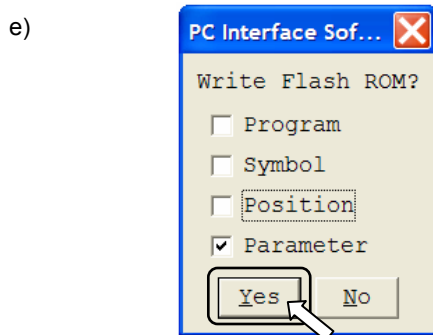 e)
PC Interface Sof...
Write Flash ROM?
Program
Symbol
Position
Parameter
Yes No